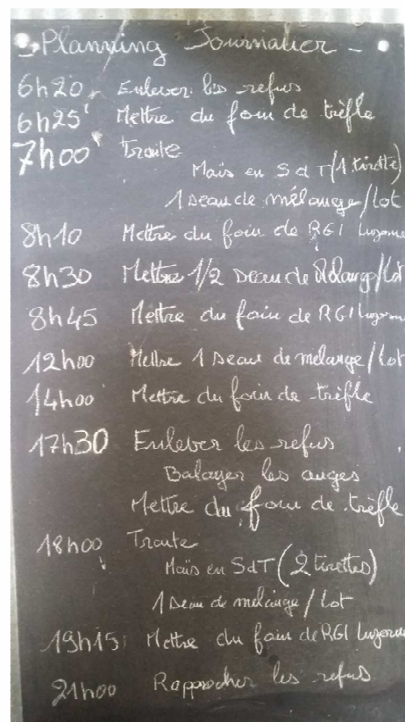 - Planning Journalier -
6h20 Enlever les refus
6h25 Mettre du foin de trèfle
7h00 Traite
Maïs en SdT (1 tirette)
1 seau de mélange/lot
8h10 Mettre du foin de RGI luzerne
8h30 Mettre 1/2 seau de mélange/lot
8h45 Mettre du foin de RGI luzerne
12h00 Mettre 1 seau de mélange/lot
14h00 Mettre du foin de trèfle
17h30 Enlever les refus
Balayer les auges
Mettre du foin de trèfle
18h00 Traite
Maïs en SdT (2 tirettes)
1 seau de mélange/lot
19h15 Mettre du foin de RGI luzerne
21h00 Rapprocher les refus